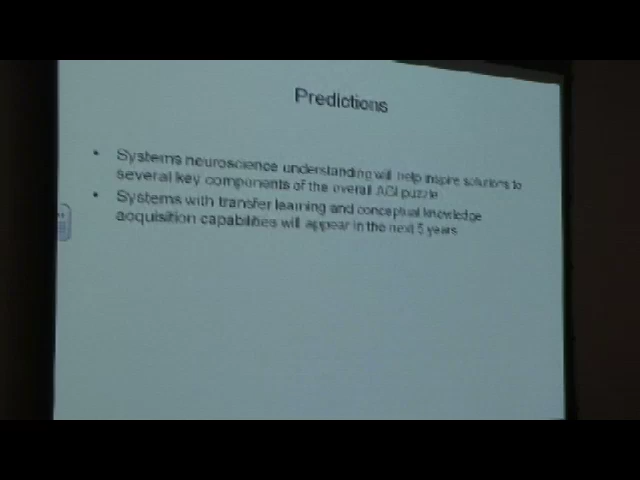 Predictions
• Systems neuroscience understanding will help inspire solutions to
several key components of the overall AGI puzzle
• Systems with transfer learning and conceptual knowledge
acquisition capabilities will appear in the next 5 years